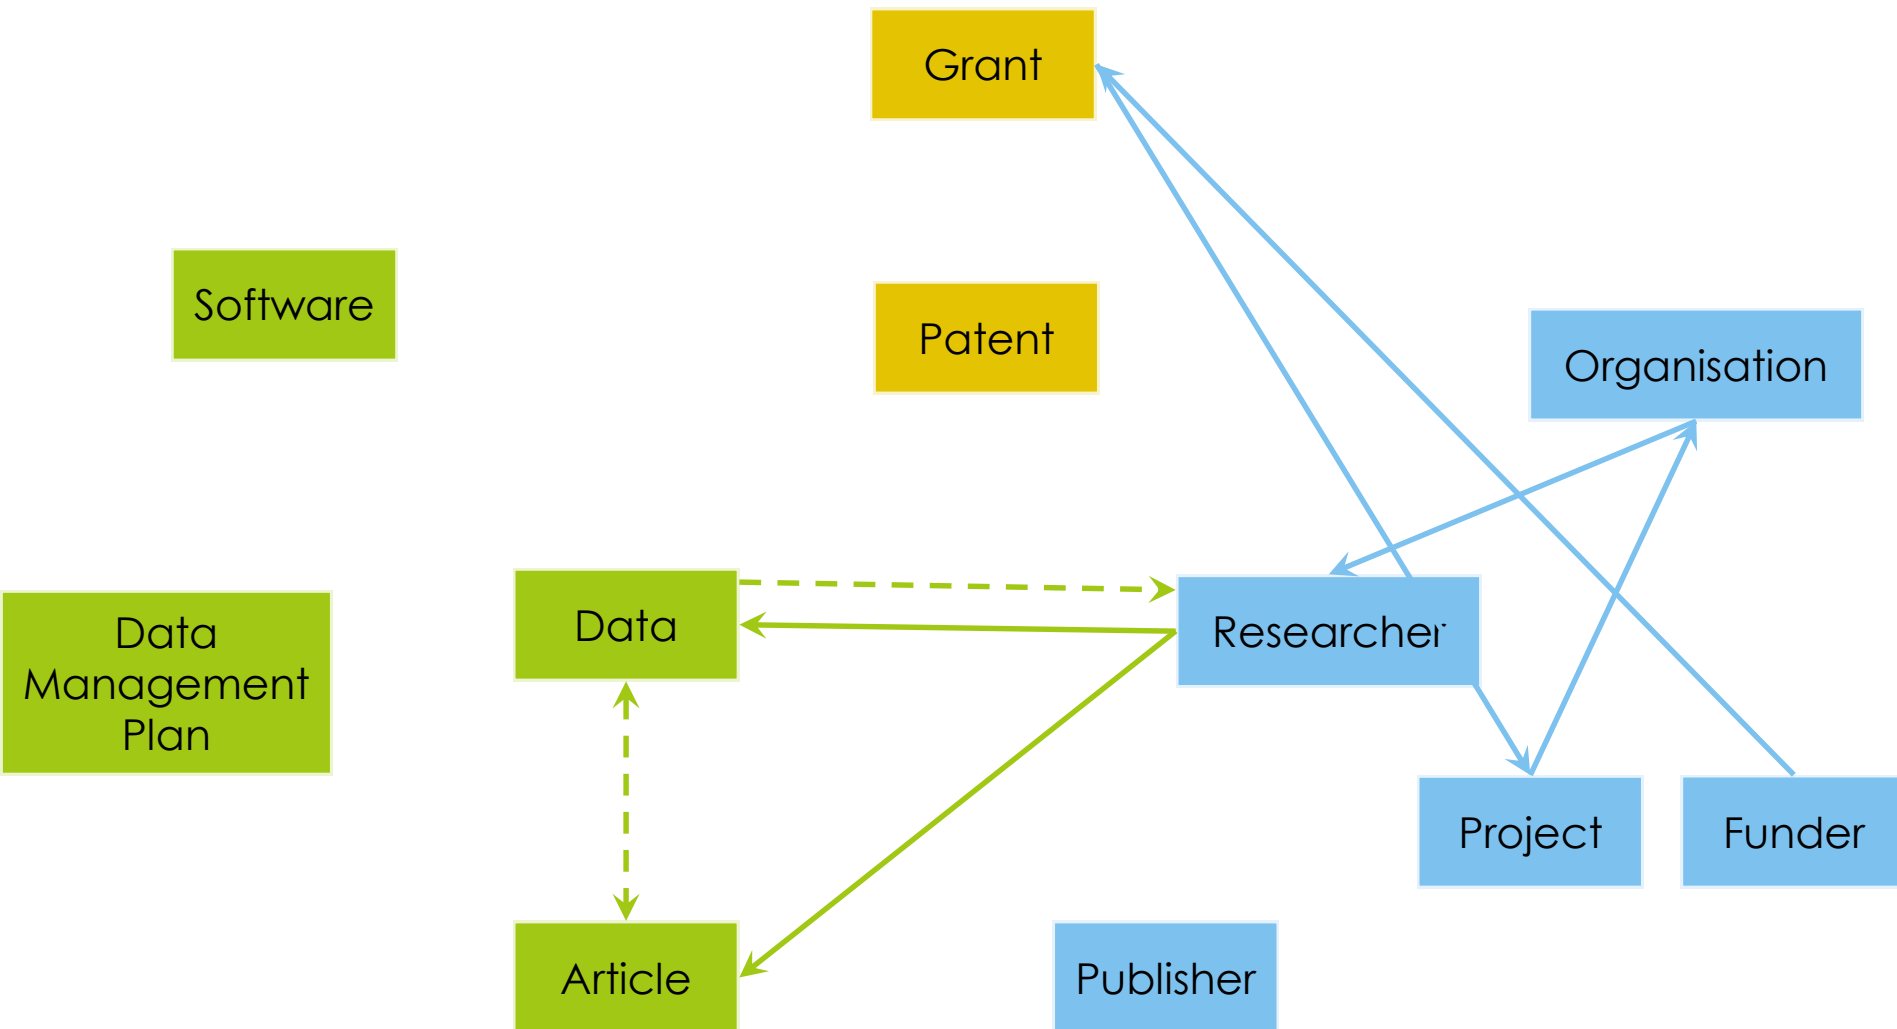 Grant
Software
Patent
Organisation
Data
Management
Plan
Data
Researcher
Project
Funder
Article
Publisher